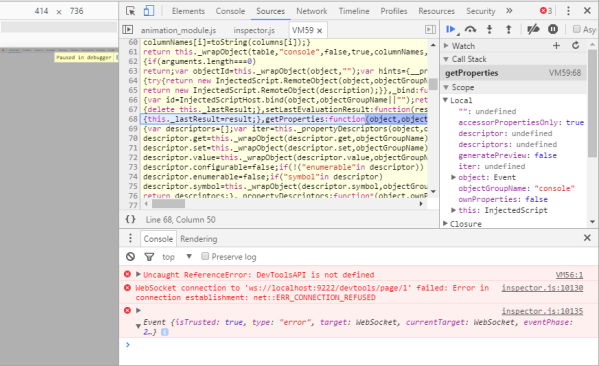 414 × 736
Elements Console Sources Network Timeline »
3
Paused in debugger
animation_module.js inspector.js VM59 ×
Asy
60 columnNames[i]=toString(columns[i]);}
61 return this._wrapObject(table,"console",false,true,columnNames,
62 {if(arguments.length===0)
63 return;var objectId=this._wrapObject(object,"");var hints={__pro
64 {try{return new InjectedScript.RemoteObject(object,objectGroupNam
65 return new InjectedScript.RemoteObject(description);}},_bind:f
66 {var id=InjectedScriptHost.bind(object,objectGroupName||"");ret
67 {delete this._lastResult;},setLastEvaluationResult:function(res
68 {this._lastResult=result;},getProperties:function(object,object
69 {var descriptors=[];var iter=this._propertyDescriptors(object,o
70 descriptor.get=this._wrapObject(descriptor.get,objectGroupName)
71 descriptor.set=this._wrapObject(descriptor.set,objectGroupName)
72 descriptor.value=this._wrapObject(descriptor.value,objectGroupN
73 descriptor.configurable=false;if(!("enumerable"in descriptor))
74 descriptor.enumerable=false;if("symbol"in descriptor)
75 descriptor.symbol=this._wrapObject(descriptor.symbol,objectGrou
76 return descriptors;},_propertyDescriptors:function*(object,ownP
77
{} Line 68, Column 50
Watch
Call Stack
getProperties VM59:68
Scope
Local
"": undefined
accessorPropertiesOnly: true
descriptor: undefined
descriptors: undefined
generatePreview: false
iter: undefined
object: Event
objectGroupName: "console"
ownProperties: false
this: InjectedScript
Closure
Console Rendering
top Preserve log
Uncaught ReferenceError: DevToolsAPI is not defined VM56:1
WebSocket connection to 'ws://localhost:9222/devtools/page/1' failed: Error in inspector.js:10130
connection establishment: net::ERR_CONNECTION_REFUSED
inspector.js:10135
Event {isTrusted: true, type: "error", target: WebSocket, currentTarget: WebSocket, eventPhase:
2…}